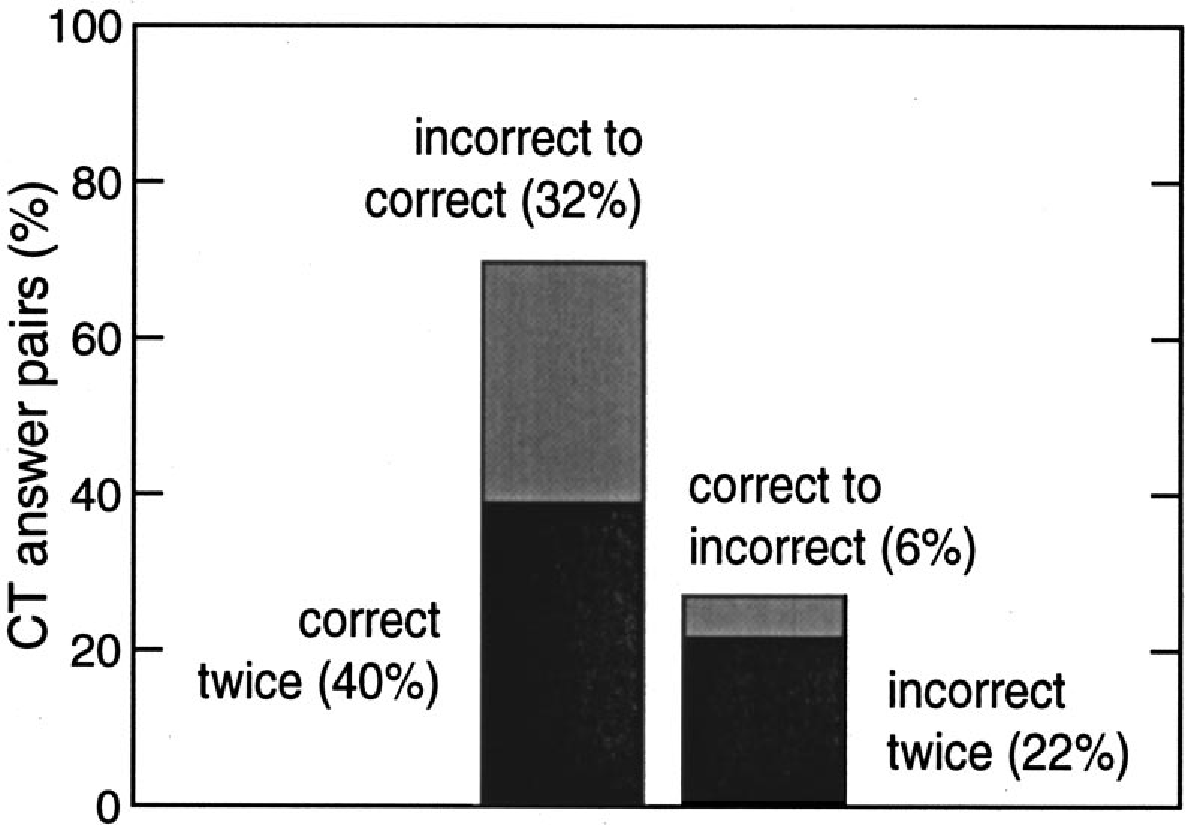 100
80
60
40
20
0
CT answer pairs (%)
incorrect to
correct (32%)
correct
twice (40%)
correct to
incorrect (6%)
incorrect
twice (22%)